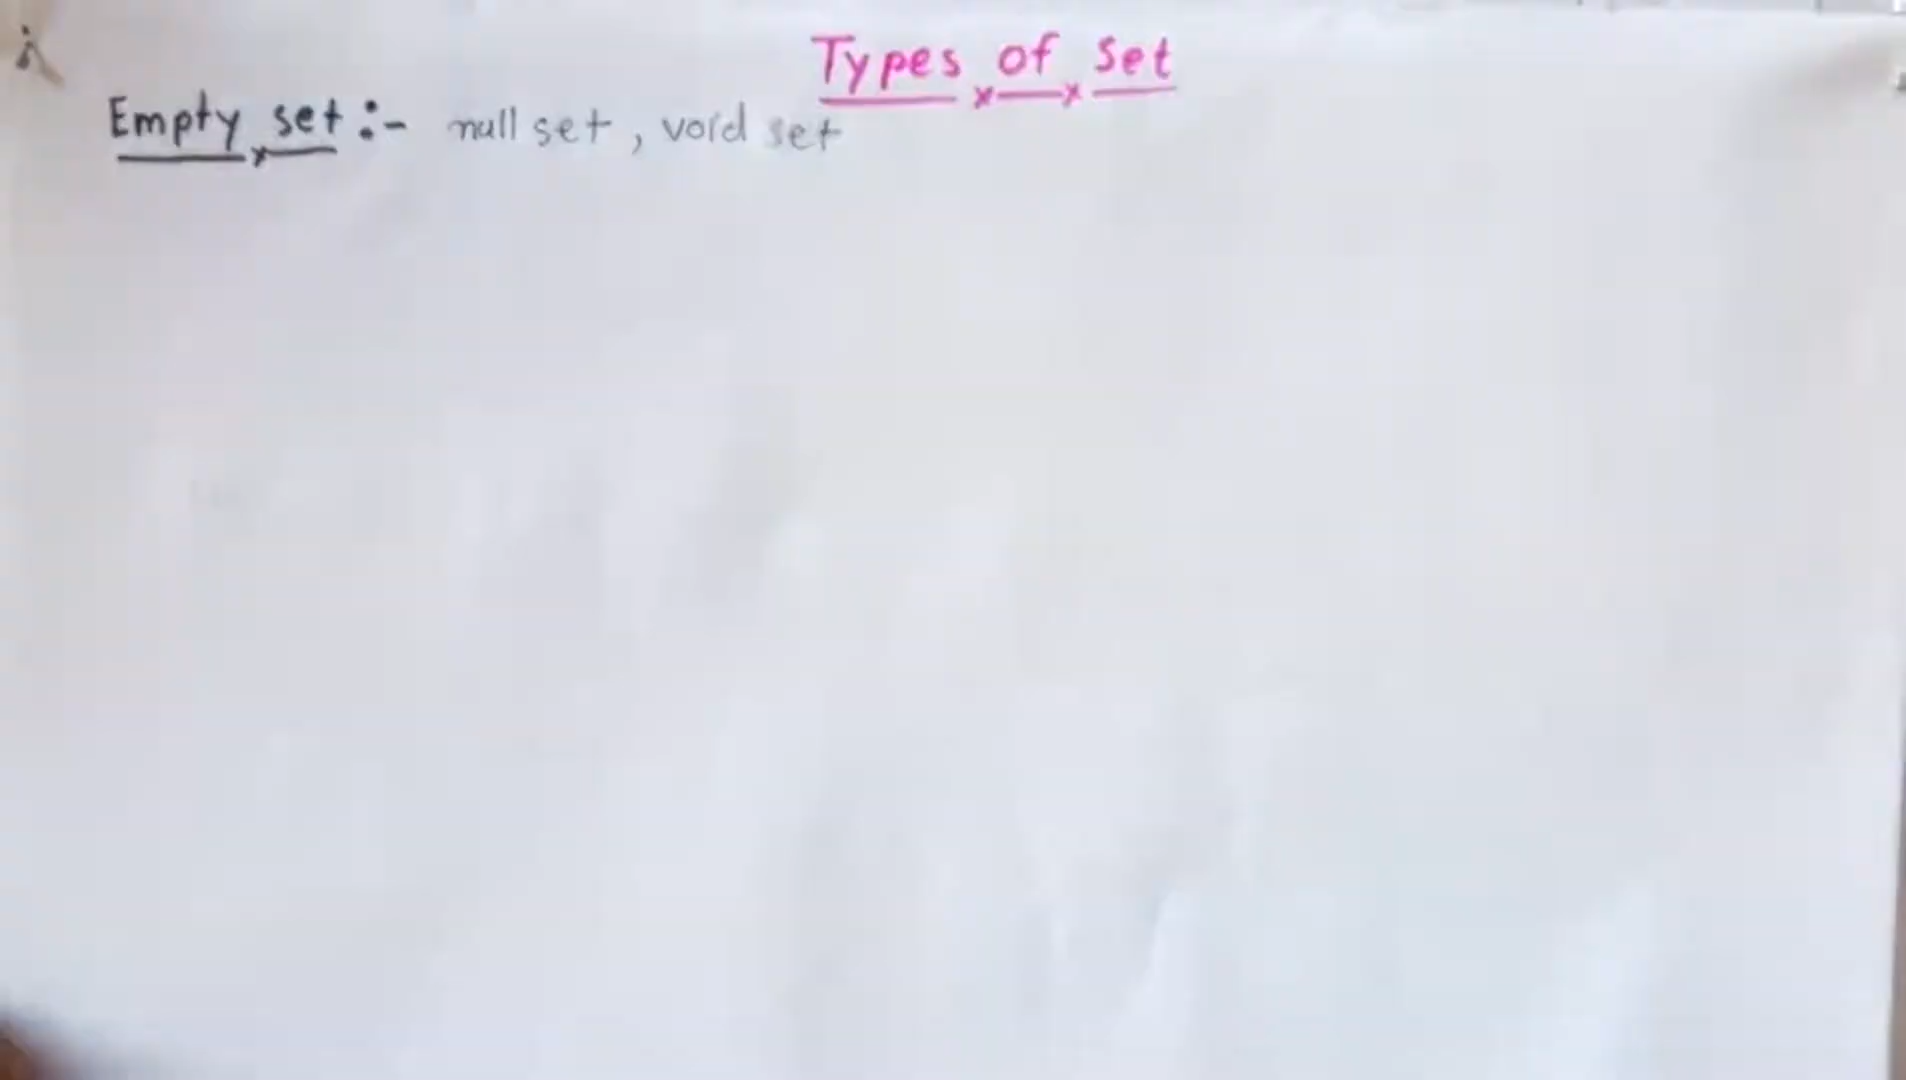 Types of Set
Empty set :- null set, void set